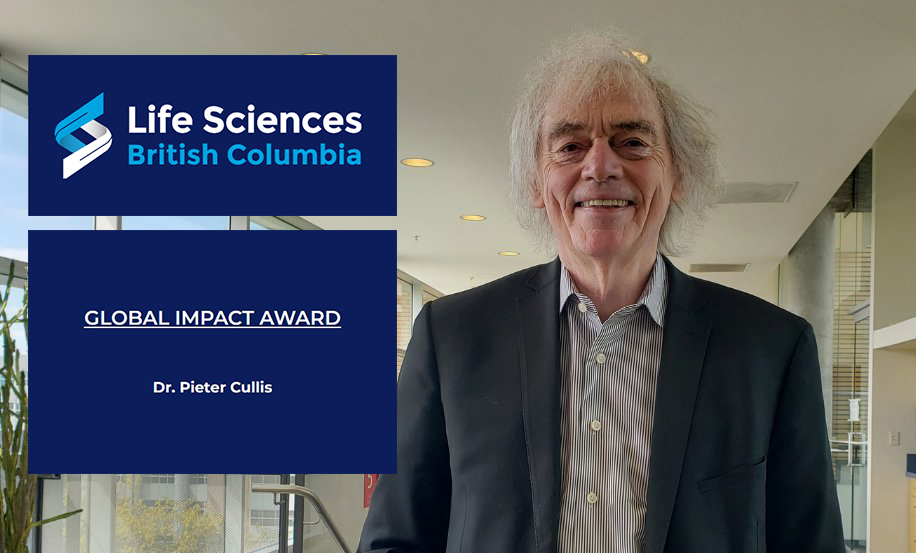 Life Sciences
British Columbia
GLOBAL IMPACT AWARD
Dr. Pieter Cullis